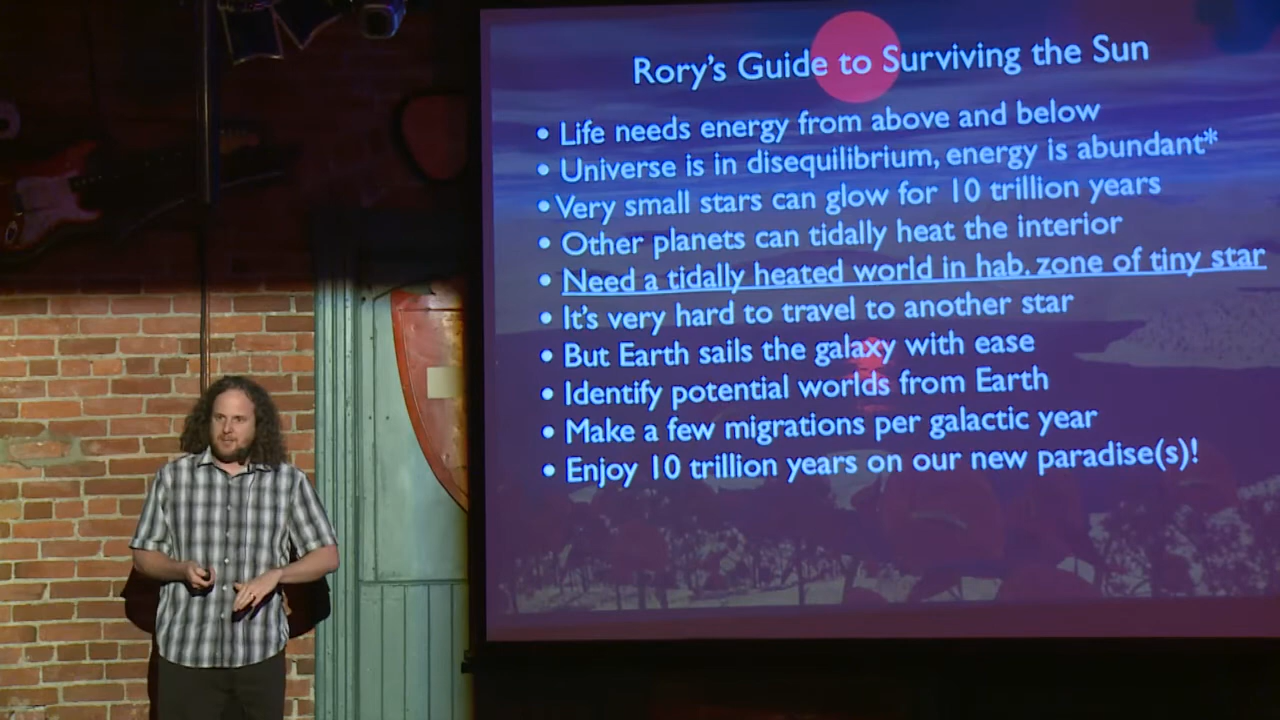 Rory's Guide to Surviving the Sun
• Life needs energy from above and below
• Universe is in disequilibrium, energy is abundant*
• Very small stars can glow for 10 trillion years
• Other planets can tidally heat the interior
• Need a tidally heated world in hab. zone of tiny star
• It's very hard to travel to another star
• But Earth sails the galaxy with ease
• Identify potential worlds from Earth
• Make a few migrations per galactic year
• Enjoy 10 trillion years on our new paradise(s)!